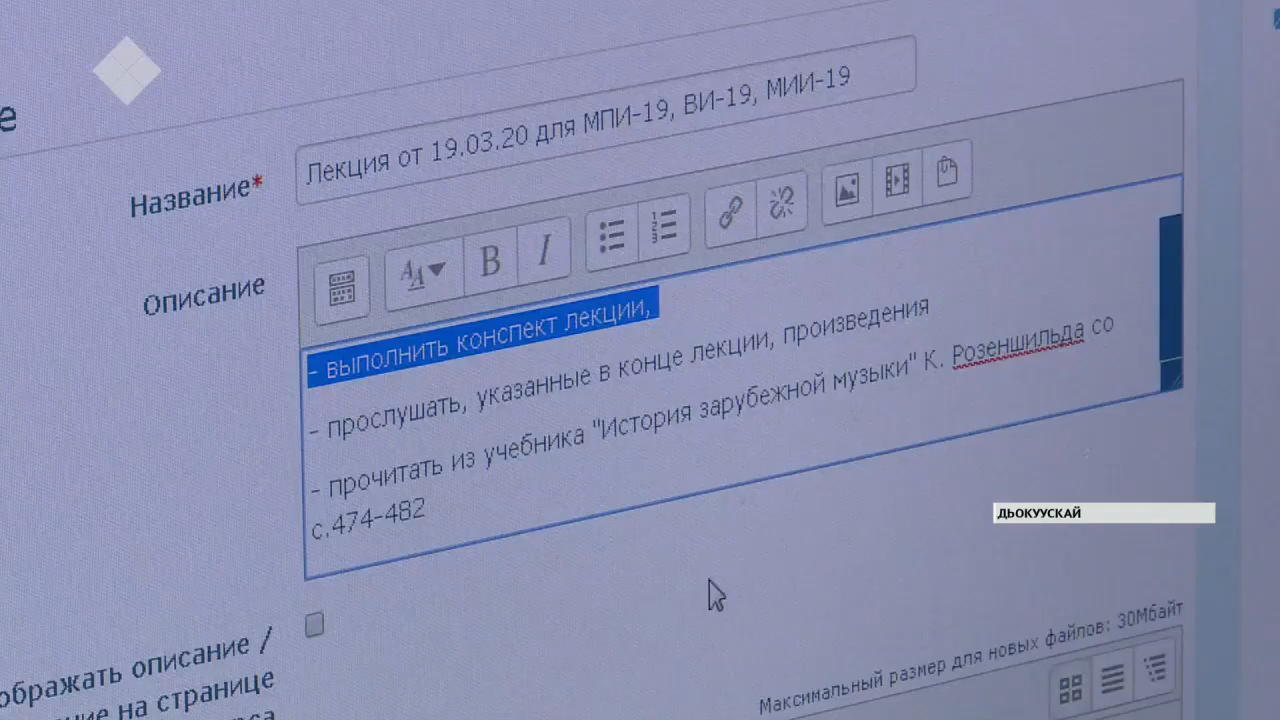 е
Название*
Лекция от 19.03.20 для МПИ-19, ВИ-19, МИИ-19
Описание
- выполнить конспект лекции,
- прослушать, указанные в конце лекции, произведения
- прочитать из учебника "История зарубежной музыки" К. Розеншильда со
с.474-482
ДЬОКУУСКАЙ
ображать описание /
на странице
Максимальный размер для новых файлов: 30Мбайт